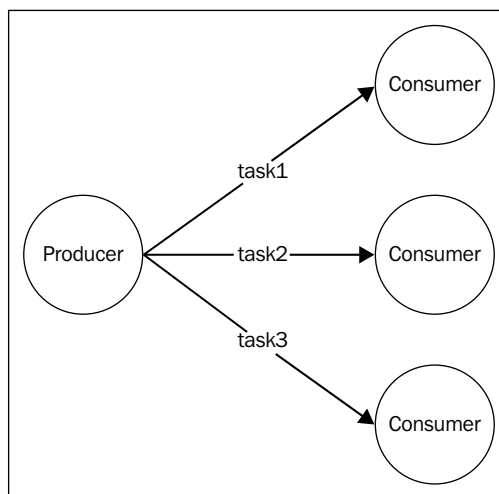 Consumer
task1
Producer
task2
Consumer
task3
Consumer